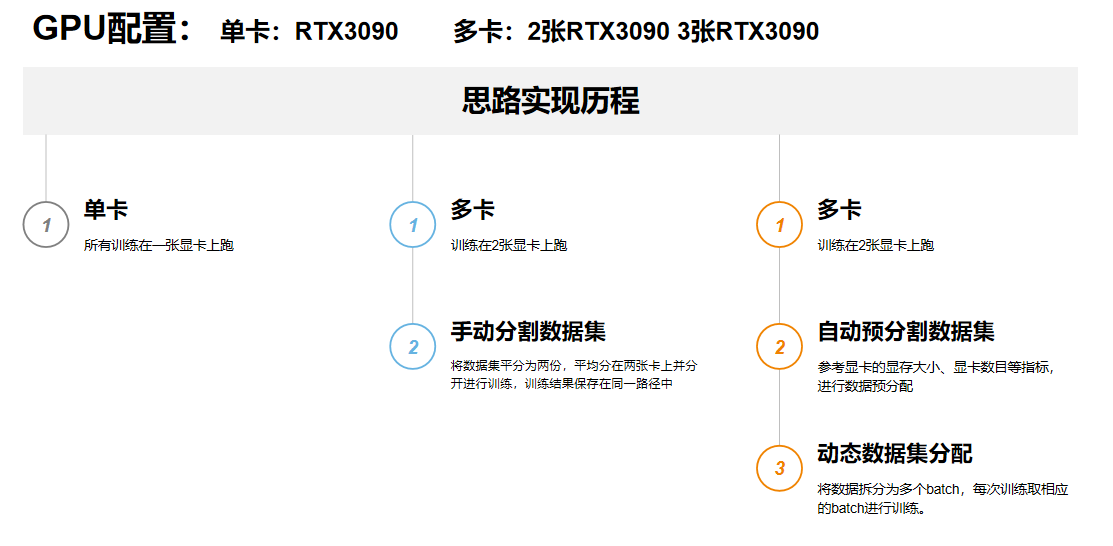 GPU配置： 单卡：RTX3090 多卡：2张RTX3090 3张RTX3090
思路实现历程
1
单卡
所有训练在一张显卡上跑
1
多卡
训练在2张显卡上跑
2
手动分割数据集
将数据集平分为两份，平均分在两张卡上并分
开进行训练，训练结果保存在同一路径中
1
多卡
训练在2张显卡上跑
2
自动预分割数据集
参考显卡的显存大小、显卡数目等指标，
进行数据预分配
3
动态数据集分配
将数据拆分为多个batch，每次训练取相应
的batch进行训练。